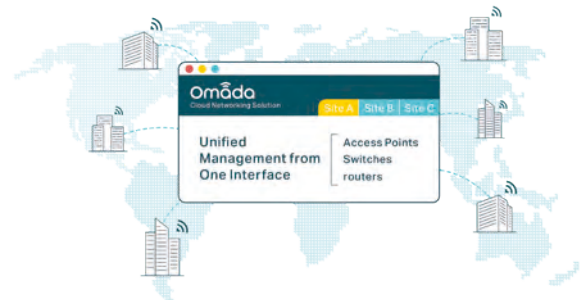 Omada
Cloud Networking Solution
Site A Site B Site C
Unified
Management from
One Interface
Access Points
Switches
routers